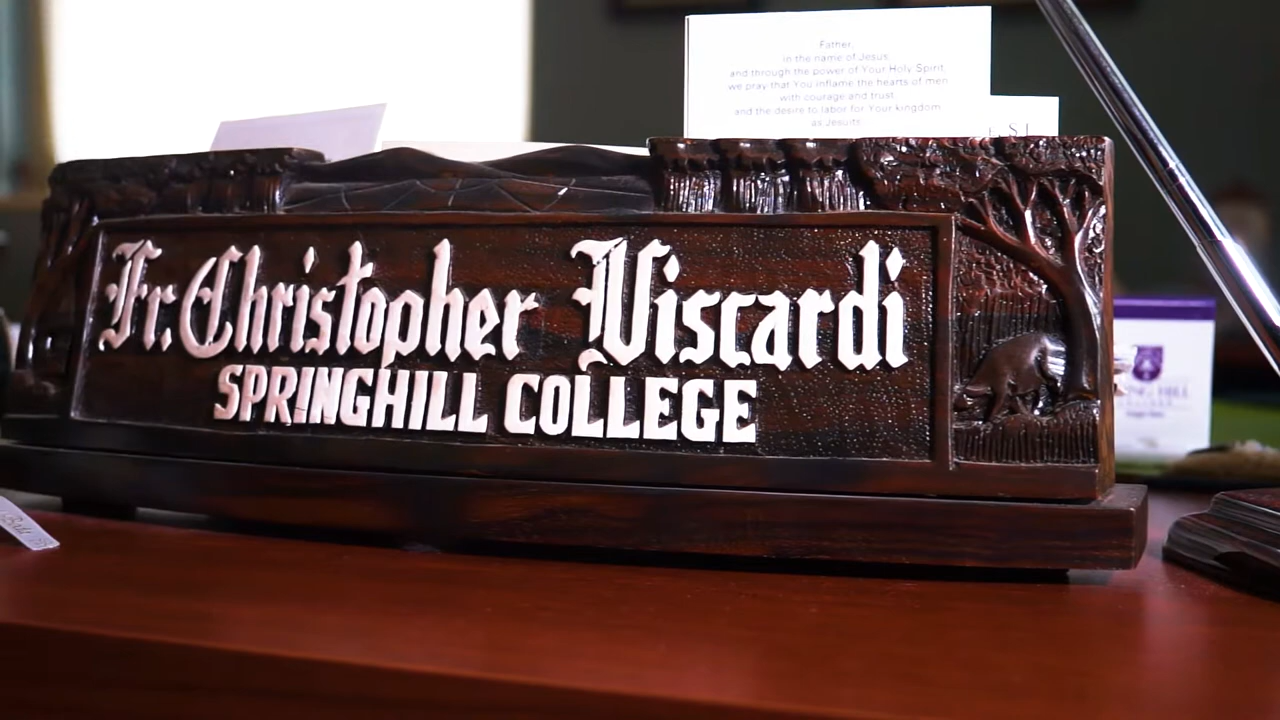 Father,
in the name of Jesus
and through the power of Your Holy Spirit,
we pray that You inflame the hearts of men
with courage and trust
and the desire to labor for Your kingdom
as Jesuits
Fr. Christopher Viscardi
SPRINGHILL COLLEGE